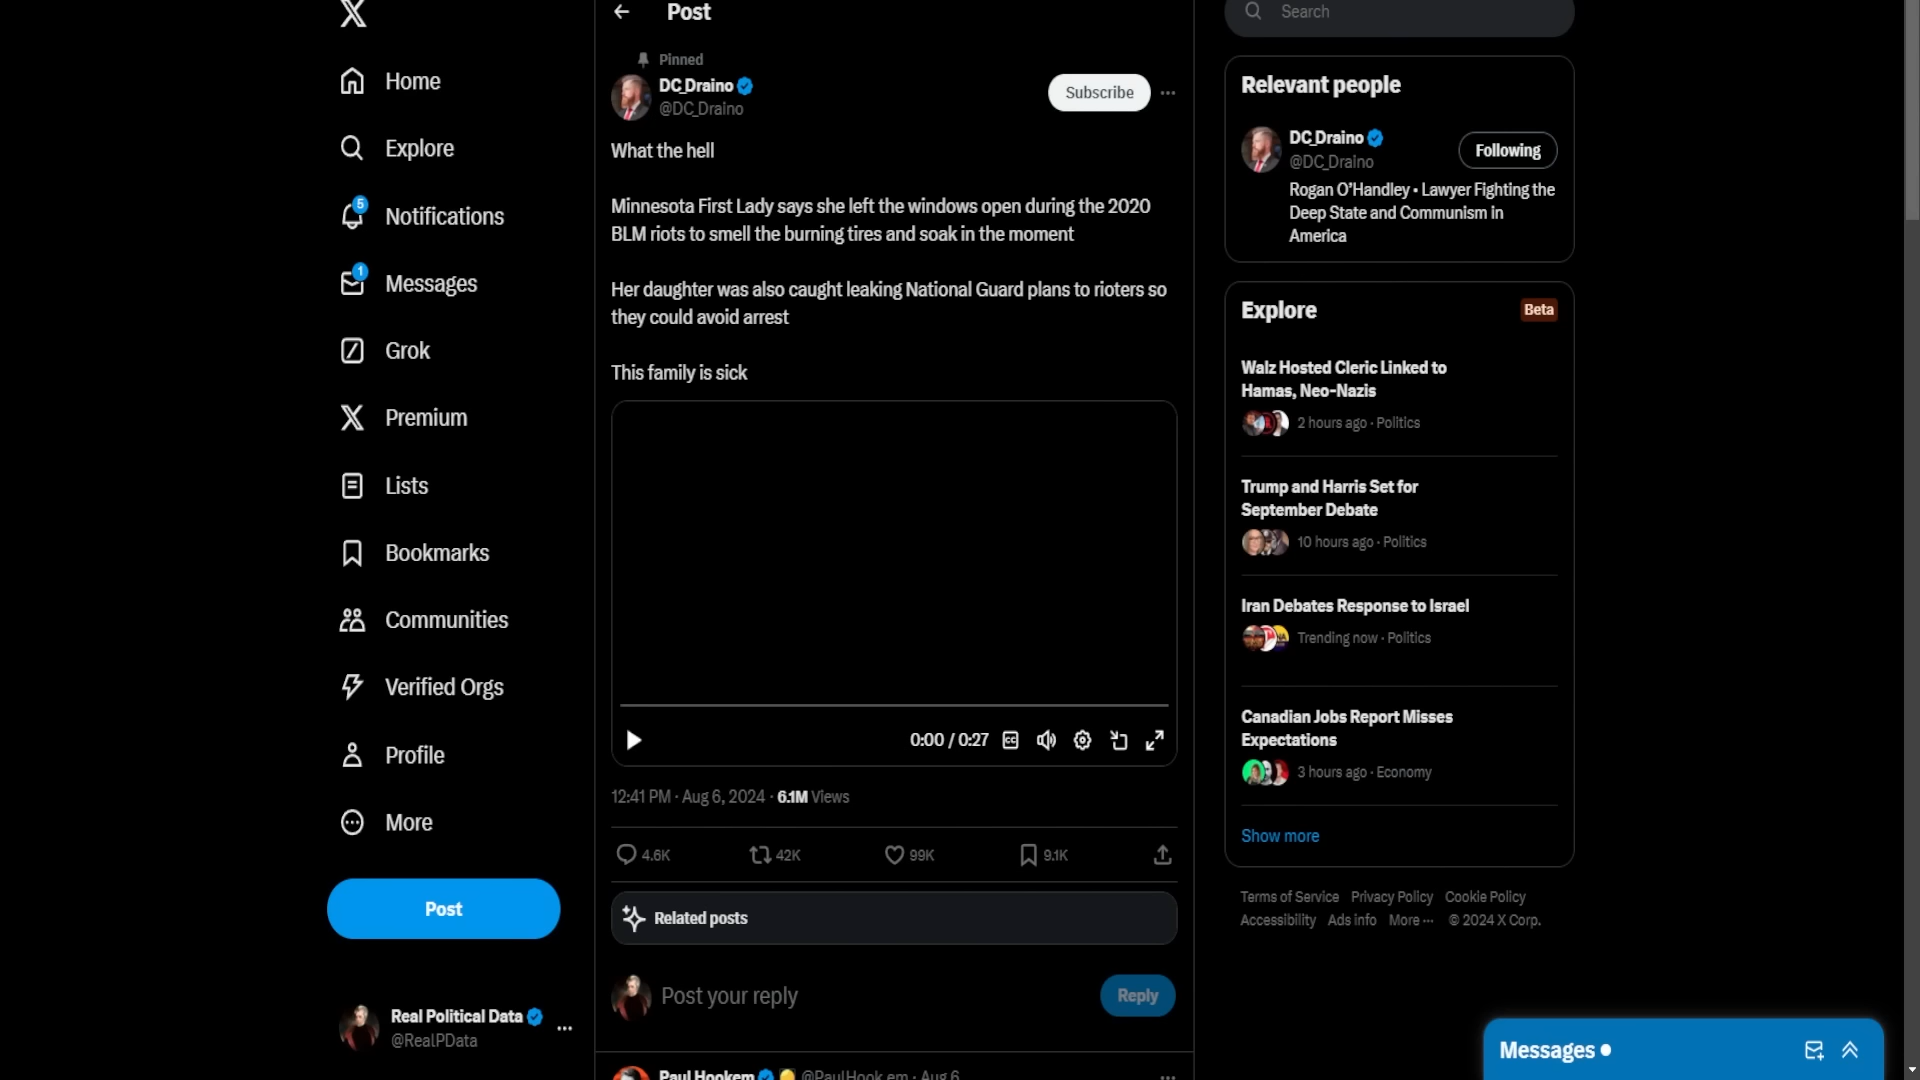 Home
Explore
5
Notifications
1
Messages
Grok
Premium
Lists
Bookmarks
Communities
Verified Orgs
Profile
More
Post
Real Political Data
@RealPData
Post
Pinned
DC_Draino
@DC_Draino
Subscribe
What the hell
Minnesota First Lady says she left the windows open during the 2020
BLM riots to smell the burning tires and soak in the moment
Her daughter was also caught leaking National Guard plans to rioters so
they could avoid arrest
This family is sick
0:00 / 0:27
12:41 PM · Aug 6, 2024 · 6.1M Views
4.6K 42K 99K 9.1K
Related posts
Post your reply
Reply
Paul Hookem @PaulHook_em · Aug 6
Search
Relevant people
DC_Draino
@DC_Draino
Following
Rogan O'Handley • Lawyer Fighting the
Deep State and Communism in
America
Explore
Beta
Walz Hosted Cleric Linked to
Hamas, Neo-Nazis
2 hours ago · Politics
Trump and Harris Set for
September Debate
10 hours ago · Politics
Iran Debates Response to Israel
Trending now · Politics
Canadian Jobs Report Misses
Expectations
3 hours ago · Economy
Show more
Terms of Service Privacy Policy Cookie Policy
Accessibility Ads info More ··· © 2024 X Corp.
Messages